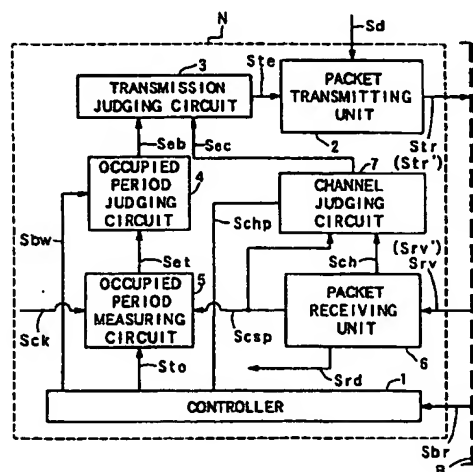 N
Sd
3
TRANSMISSION
JUDGING CIRCUIT
Ste
PACKET
TRANSMITTING
UNIT
2
Str
(Str')
Seb
Sec
7
OCCUPIED
PERIOD
JUDGING
CIRCUIT
4
Schp
CHANNEL
JUDGING
CIRCUIT
Sbw
Set
Sch
(Srv')
Srv
OCCUPIED
PERIOD
MEASURING
CIRCUIT
5
Sck
Scsp
PACKET
RECEIVING
UNIT
6
Sto
Srd
1
CONTROLLER
Sbr
B